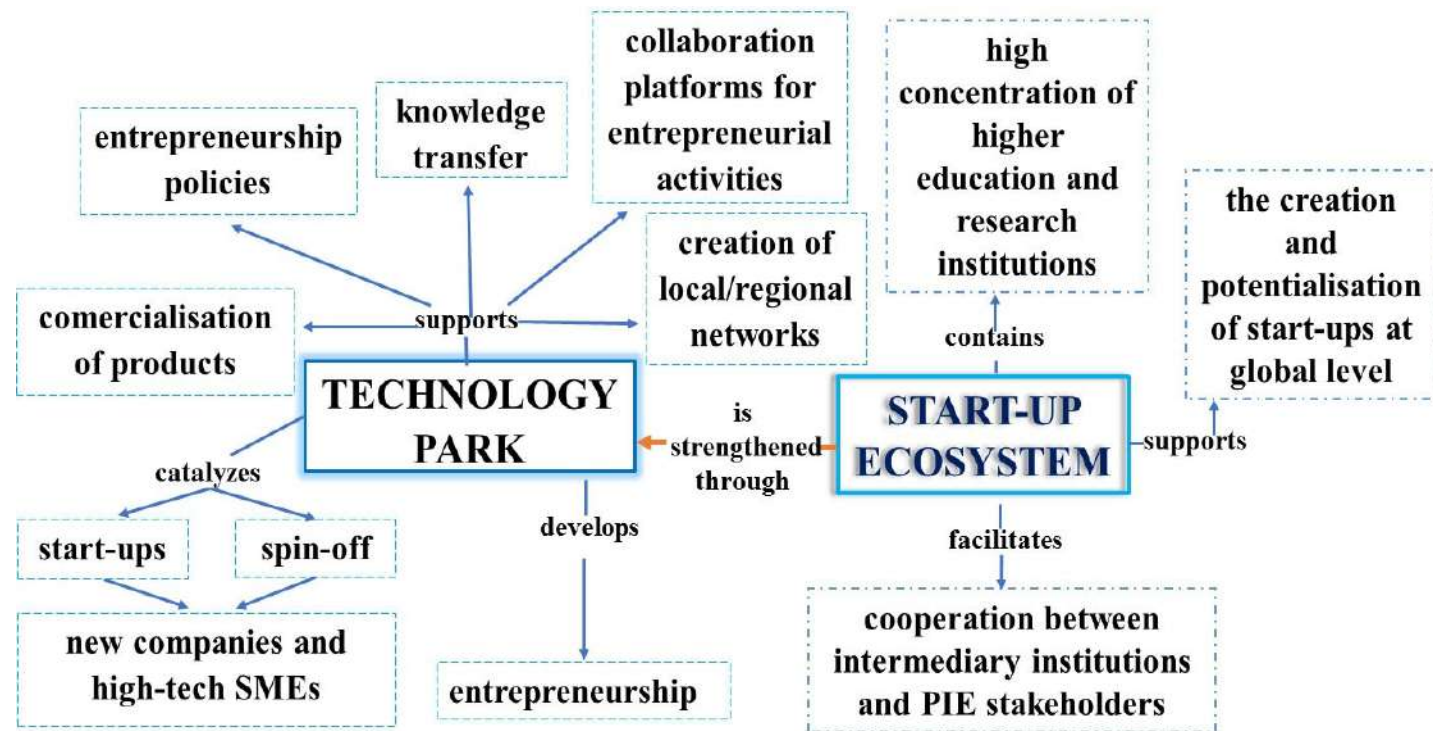 entrepreneurship
policies
knowledge
transfer
collaboration
platforms for
entrepreneurial
activities
high
concentration of
higher
education and
research
institutions
the creation
and
potentialisation
of start-ups at
global level
creation of
local/regional
networks
comercialisation
of products
supports
contains
TECHNOLOGY
PARK
is
strengthened
through
START-UP
ECOSYSTEM
supports
catalyzes
develops
facilitates
start-ups
spin-off
new companies and
high-tech SMEs
entrepreneurship
cooperation between
intermediary institutions
and PIE stakeholders